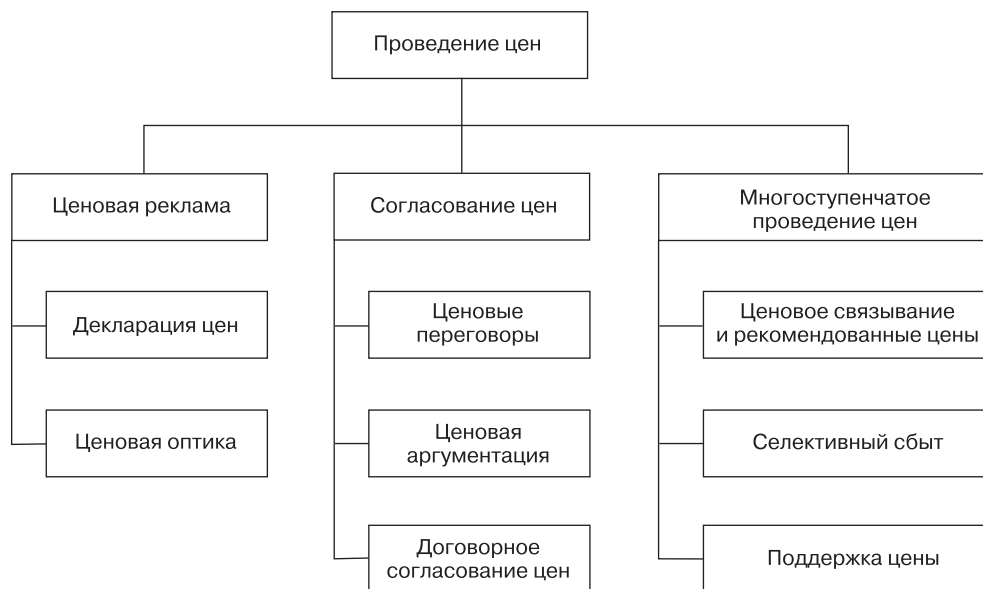 Проведение цен
Ценовая реклама
Декларация цен
Ценовая оптика
Согласование цен
Ценовые
переговоры
Ценовая
аргументация
Договорное
согласование цен
Многоступенчатое
проведение цен
Ценовое связывание
и рекомендованные цены
Селективный сбыт
Поддержка цены